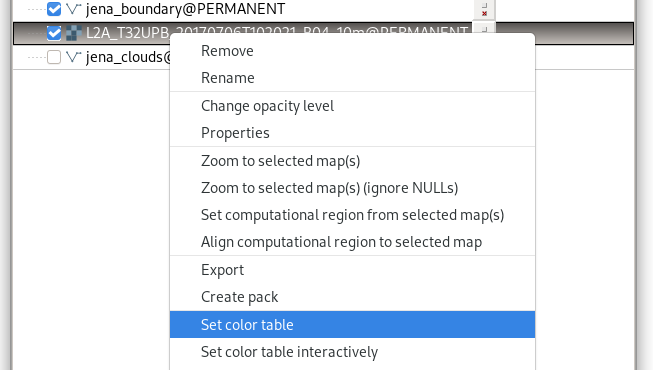 jena_boundary@PERMANENT
L2A_T32UPB_20170706T102021_B04_10m@PERMANENT
jena_clouds@
Remove
Rename
Change opacity level
Properties
Zoom to selected map(s)
Zoom to selected map(s) (ignore NULLs)
Set computational region from selected map(s)
Align computational region to selected map
Export
Create pack
Set color table
Set color table interactively